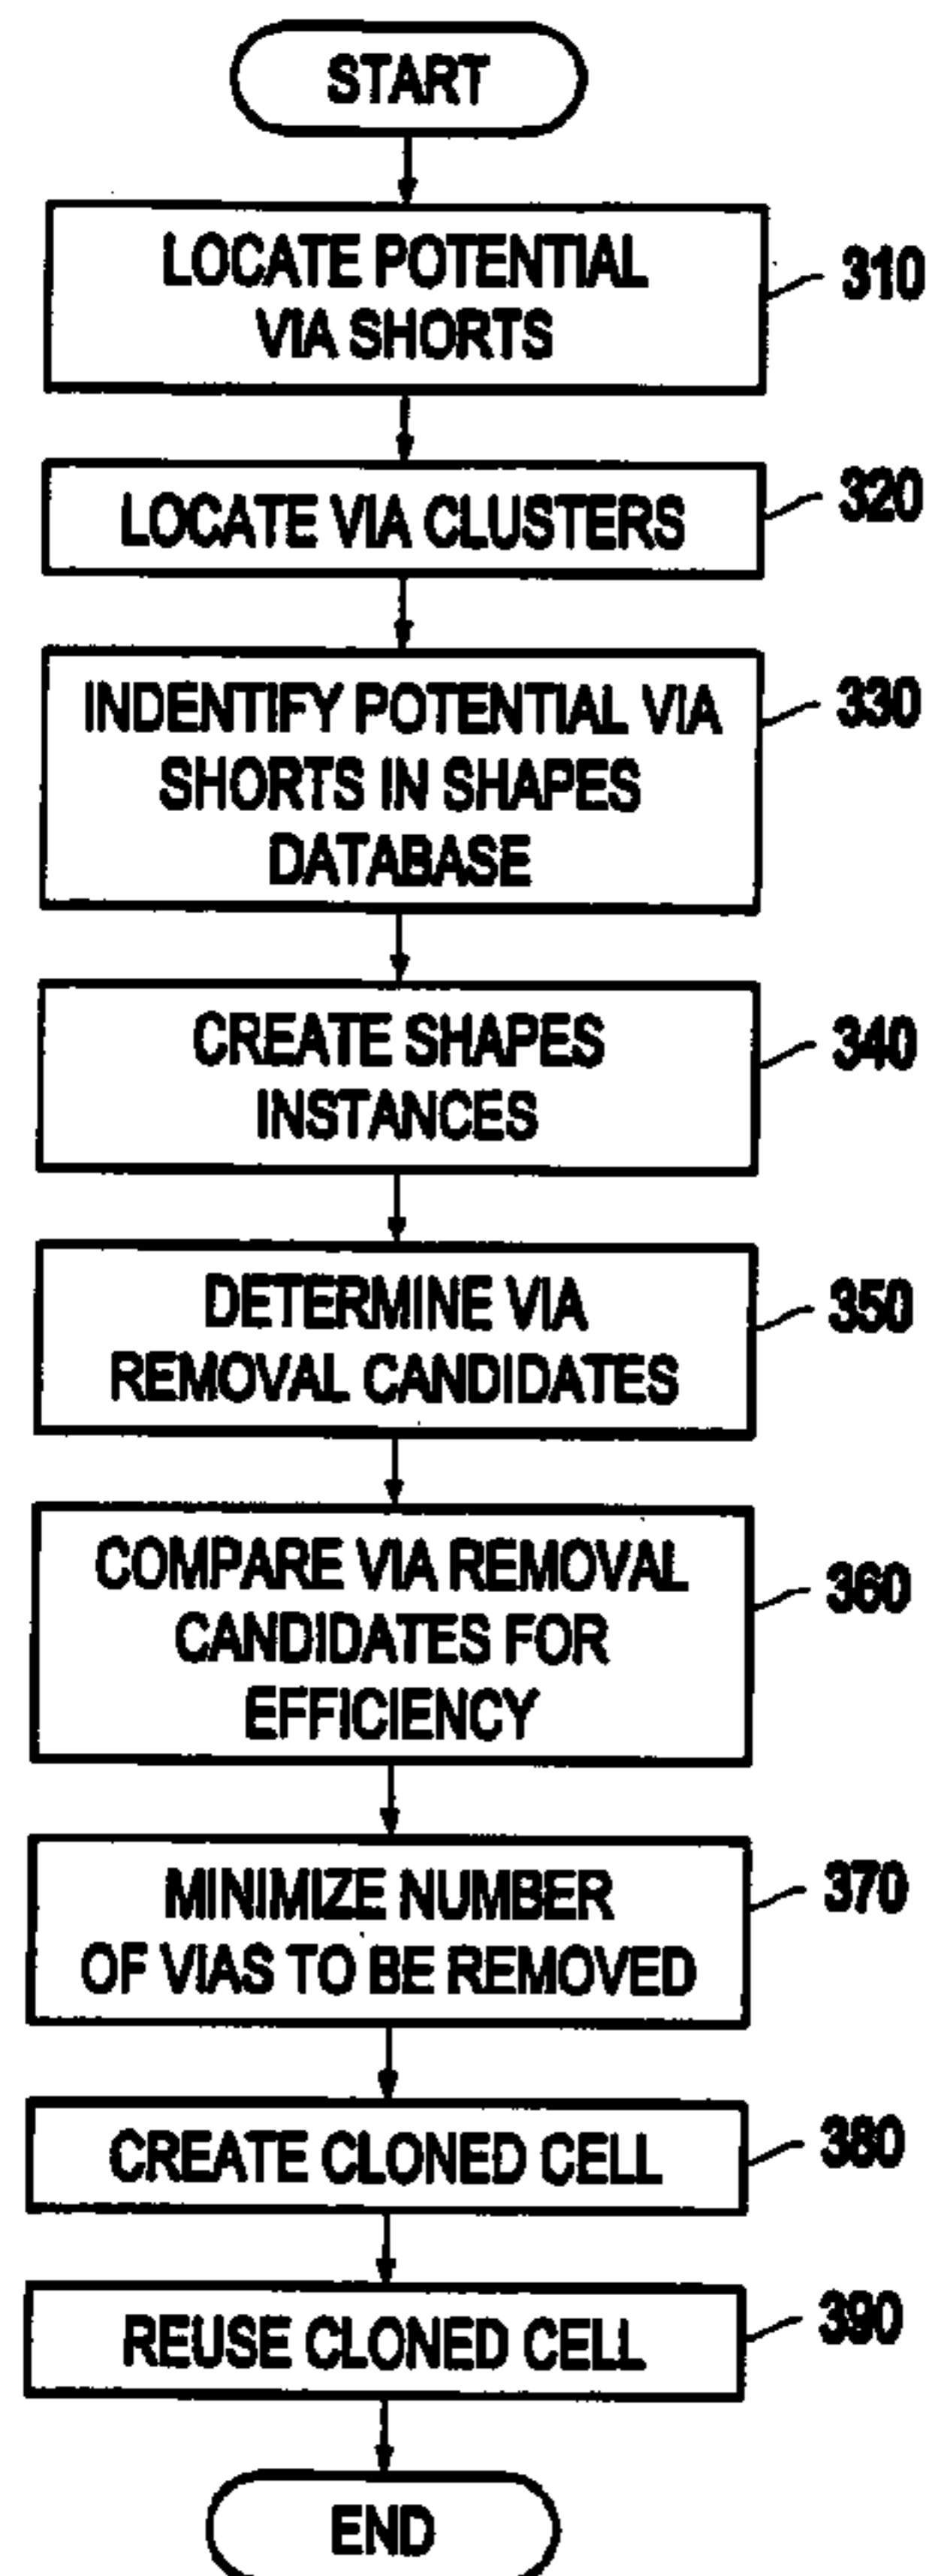 START
LOCATE POTENTIAL
VIA SHORTS
310
LOCATE VIA CLUSTERS
320
INDENTIFY POTENTIAL VIA
SHORTS IN SHAPES
DATABASE
330
CREATE SHAPES
INSTANCES
340
DETERMINE VIA
REMOVAL CANDIDATES
350
COMPARE VIA REMOVAL
CANDIDATES FOR
EFFICIENCY
360
MINIMIZE NUMBER
OF VIAS TO BE REMOVED
370
CREATE CLONED CELL
380
REUSE CLONED CELL
390
END